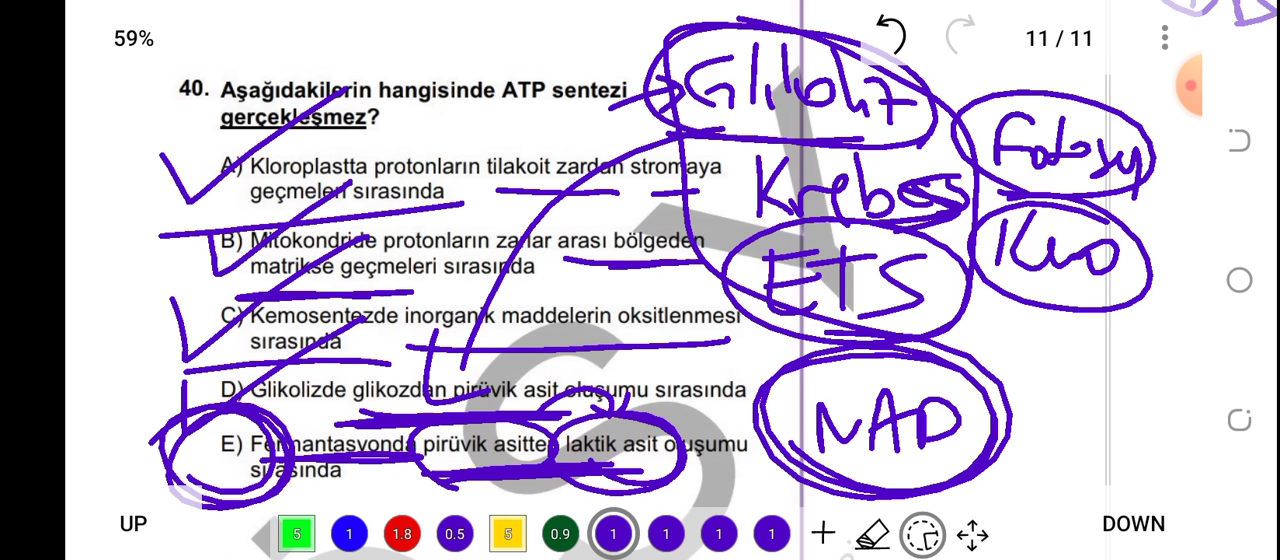 59%
11 / 11
40. Aşağıdakilerin hangisinde ATP sentezi
gerçekleşmez?
A) Kloroplastta protonların tilakoit zardan stromaya
geçmeleri sırasında
B) Mitokondride protonların zarlar arası bölgeden
matrikse geçmeleri sırasında
C) Kemosentezde inorganik maddelerin oksitlenmesi
sırasında
D) Glikolizde glikozdan pirüvik asit oluşumu sırasında
E) Fermantasyonda pirüvik asitten laktik asit oluşumu
sırasında
Krebs
ETS
NAD
UP
5
1
1.8
0.5
5
0.9
1
1
1
1
DOWN